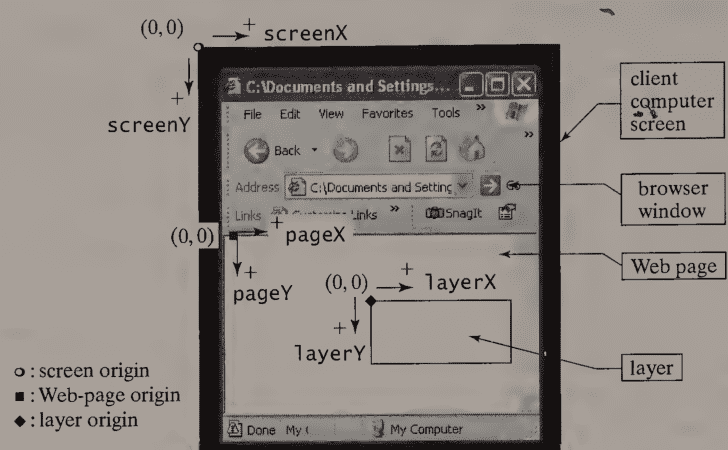 (0,0) + screenX
+
screenY
C:\Documents and Settings...
File Edit View Favorites Tools »
Back
»
Address C:\Documents and Setting Go
Links Customize Links » SnagIt
(0,0) + pageX
+
pageY
(0,0) + layerX
+
layerY
client
computer
screen
browser
window
Web page
layer
: screen origin
: Web-page origin
: layer origin
Done My (
My Computer